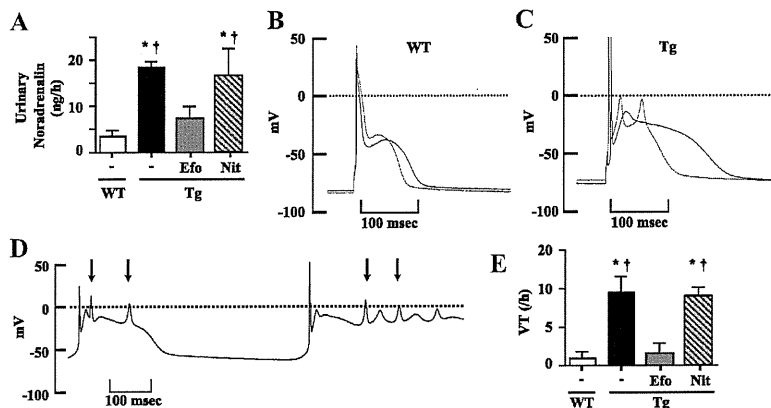 A
Urinary
Noradrenalin
(ng/h)
20
10
0
* †
* †
-
-
Efo
Nit
WT
Tg
B
WT
50
0
-50
-100
mV
100 msec
C
Tg
50
0
-50
-100
mV
100 msec
D
50
0
-50
-100
mV
100 msec
E
VT (/h)
20
10
5
0
* †
* †
-
-
Efo
Nit
WT
Tg